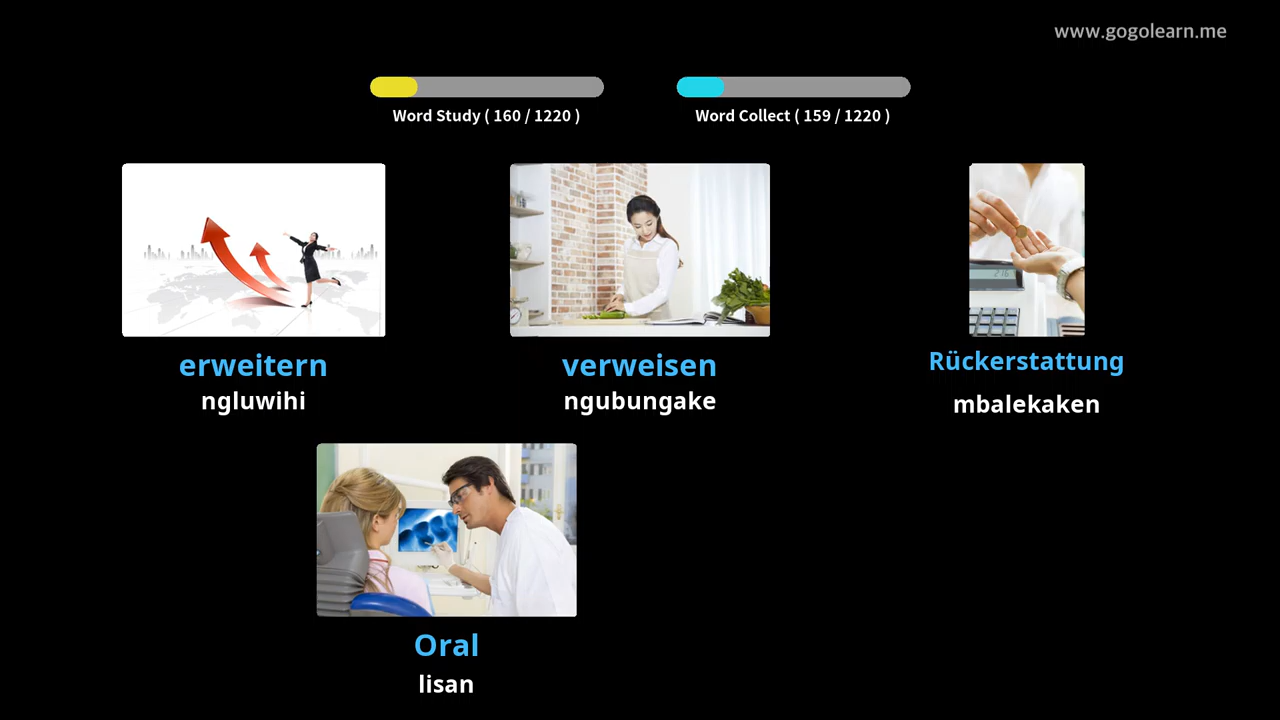 www.gogolearn.me
Word Study ( 160 / 1220 )
Word Collect ( 159 / 1220 )
erweitern
ngluwihi
verweisen
ngubungake
Rückerstattung
mbalekaken
Oral
lisan